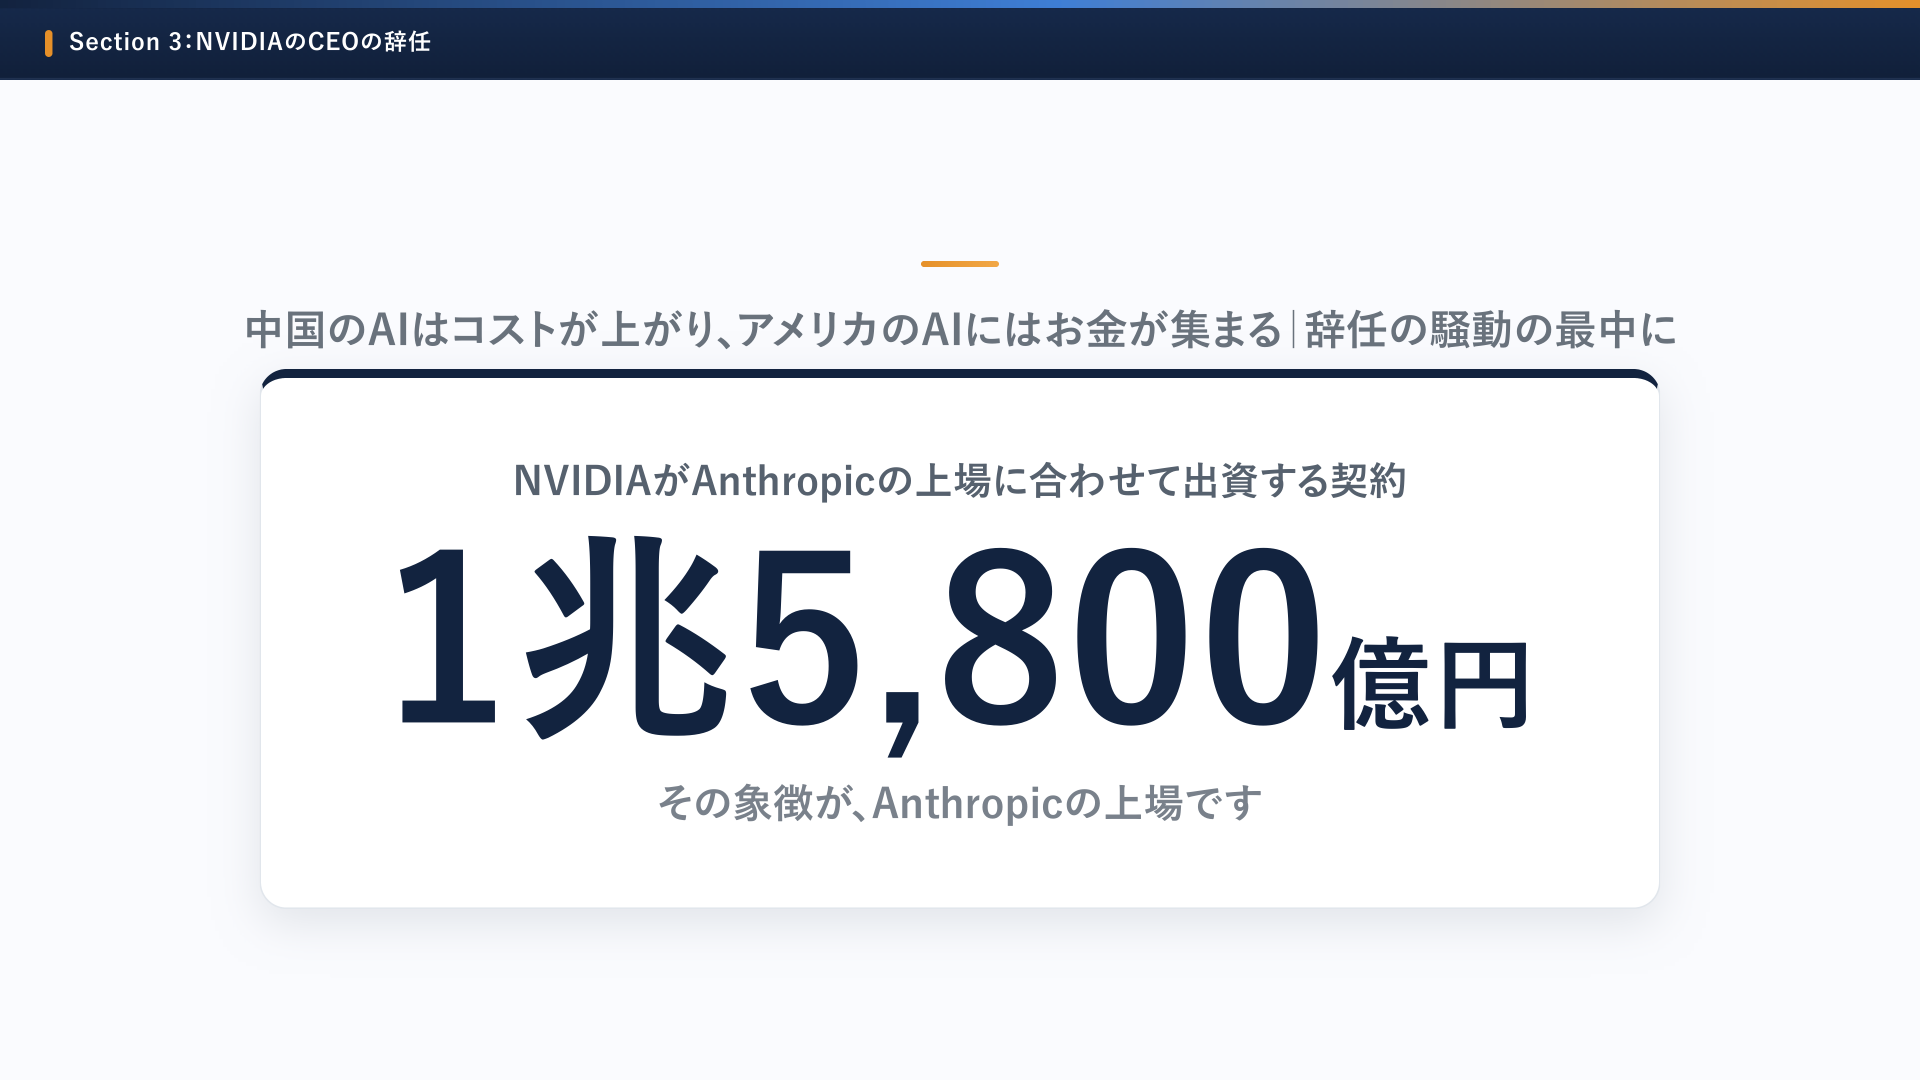 Section 3：NVIDIAのCEOの辞任
中国のAIはコストが上がり、アメリカのAIにはお金が集まる｜辞任の騒動の最中に
NVIDIAがAnthropicの上場に合わせて出資する契約
1兆5,800億円
その象徴が、Anthropicの上場です